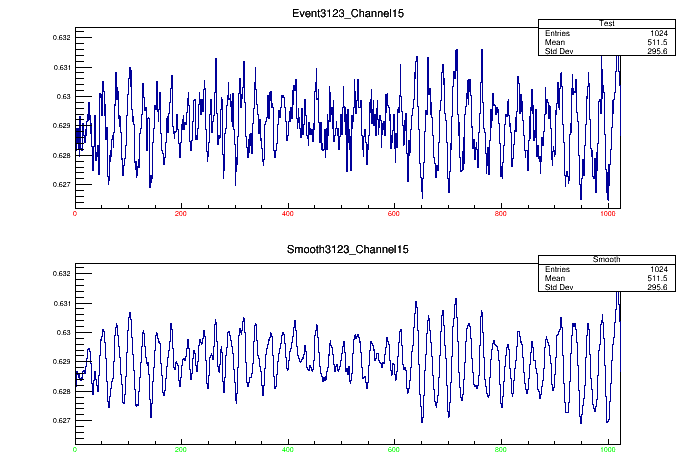 Event3123_Channel15
Test
Entries 1024
Mean 511.5
Std Dev 295.6
0.632
0.631
0.63
0.629
0.628
0.627
0 200 400 600 800 1000
Smooth3123_Channel15
Smooth
Entries 1024
Mean 511.5
Std Dev 295.6
0.632
0.631
0.63
0.629
0.628
0.627
0 200 400 600 800 1000